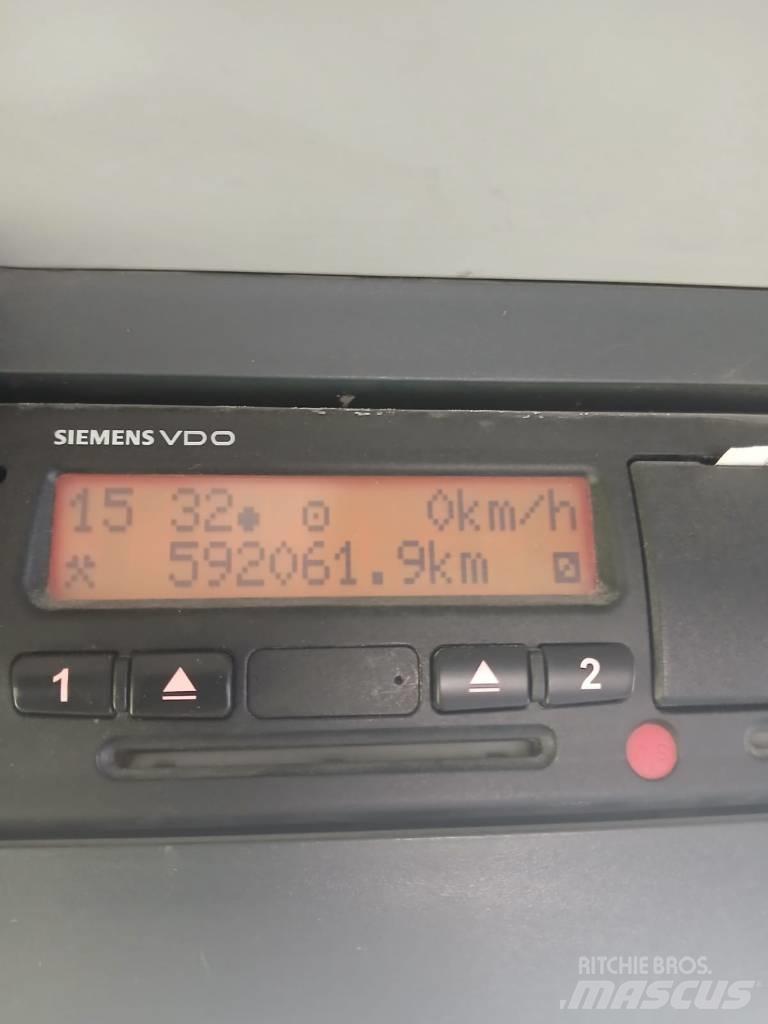 SIEMENS VDO
15 32 0km/h
592061.9km
1 2
RITCHIE BROS.
MASCUS